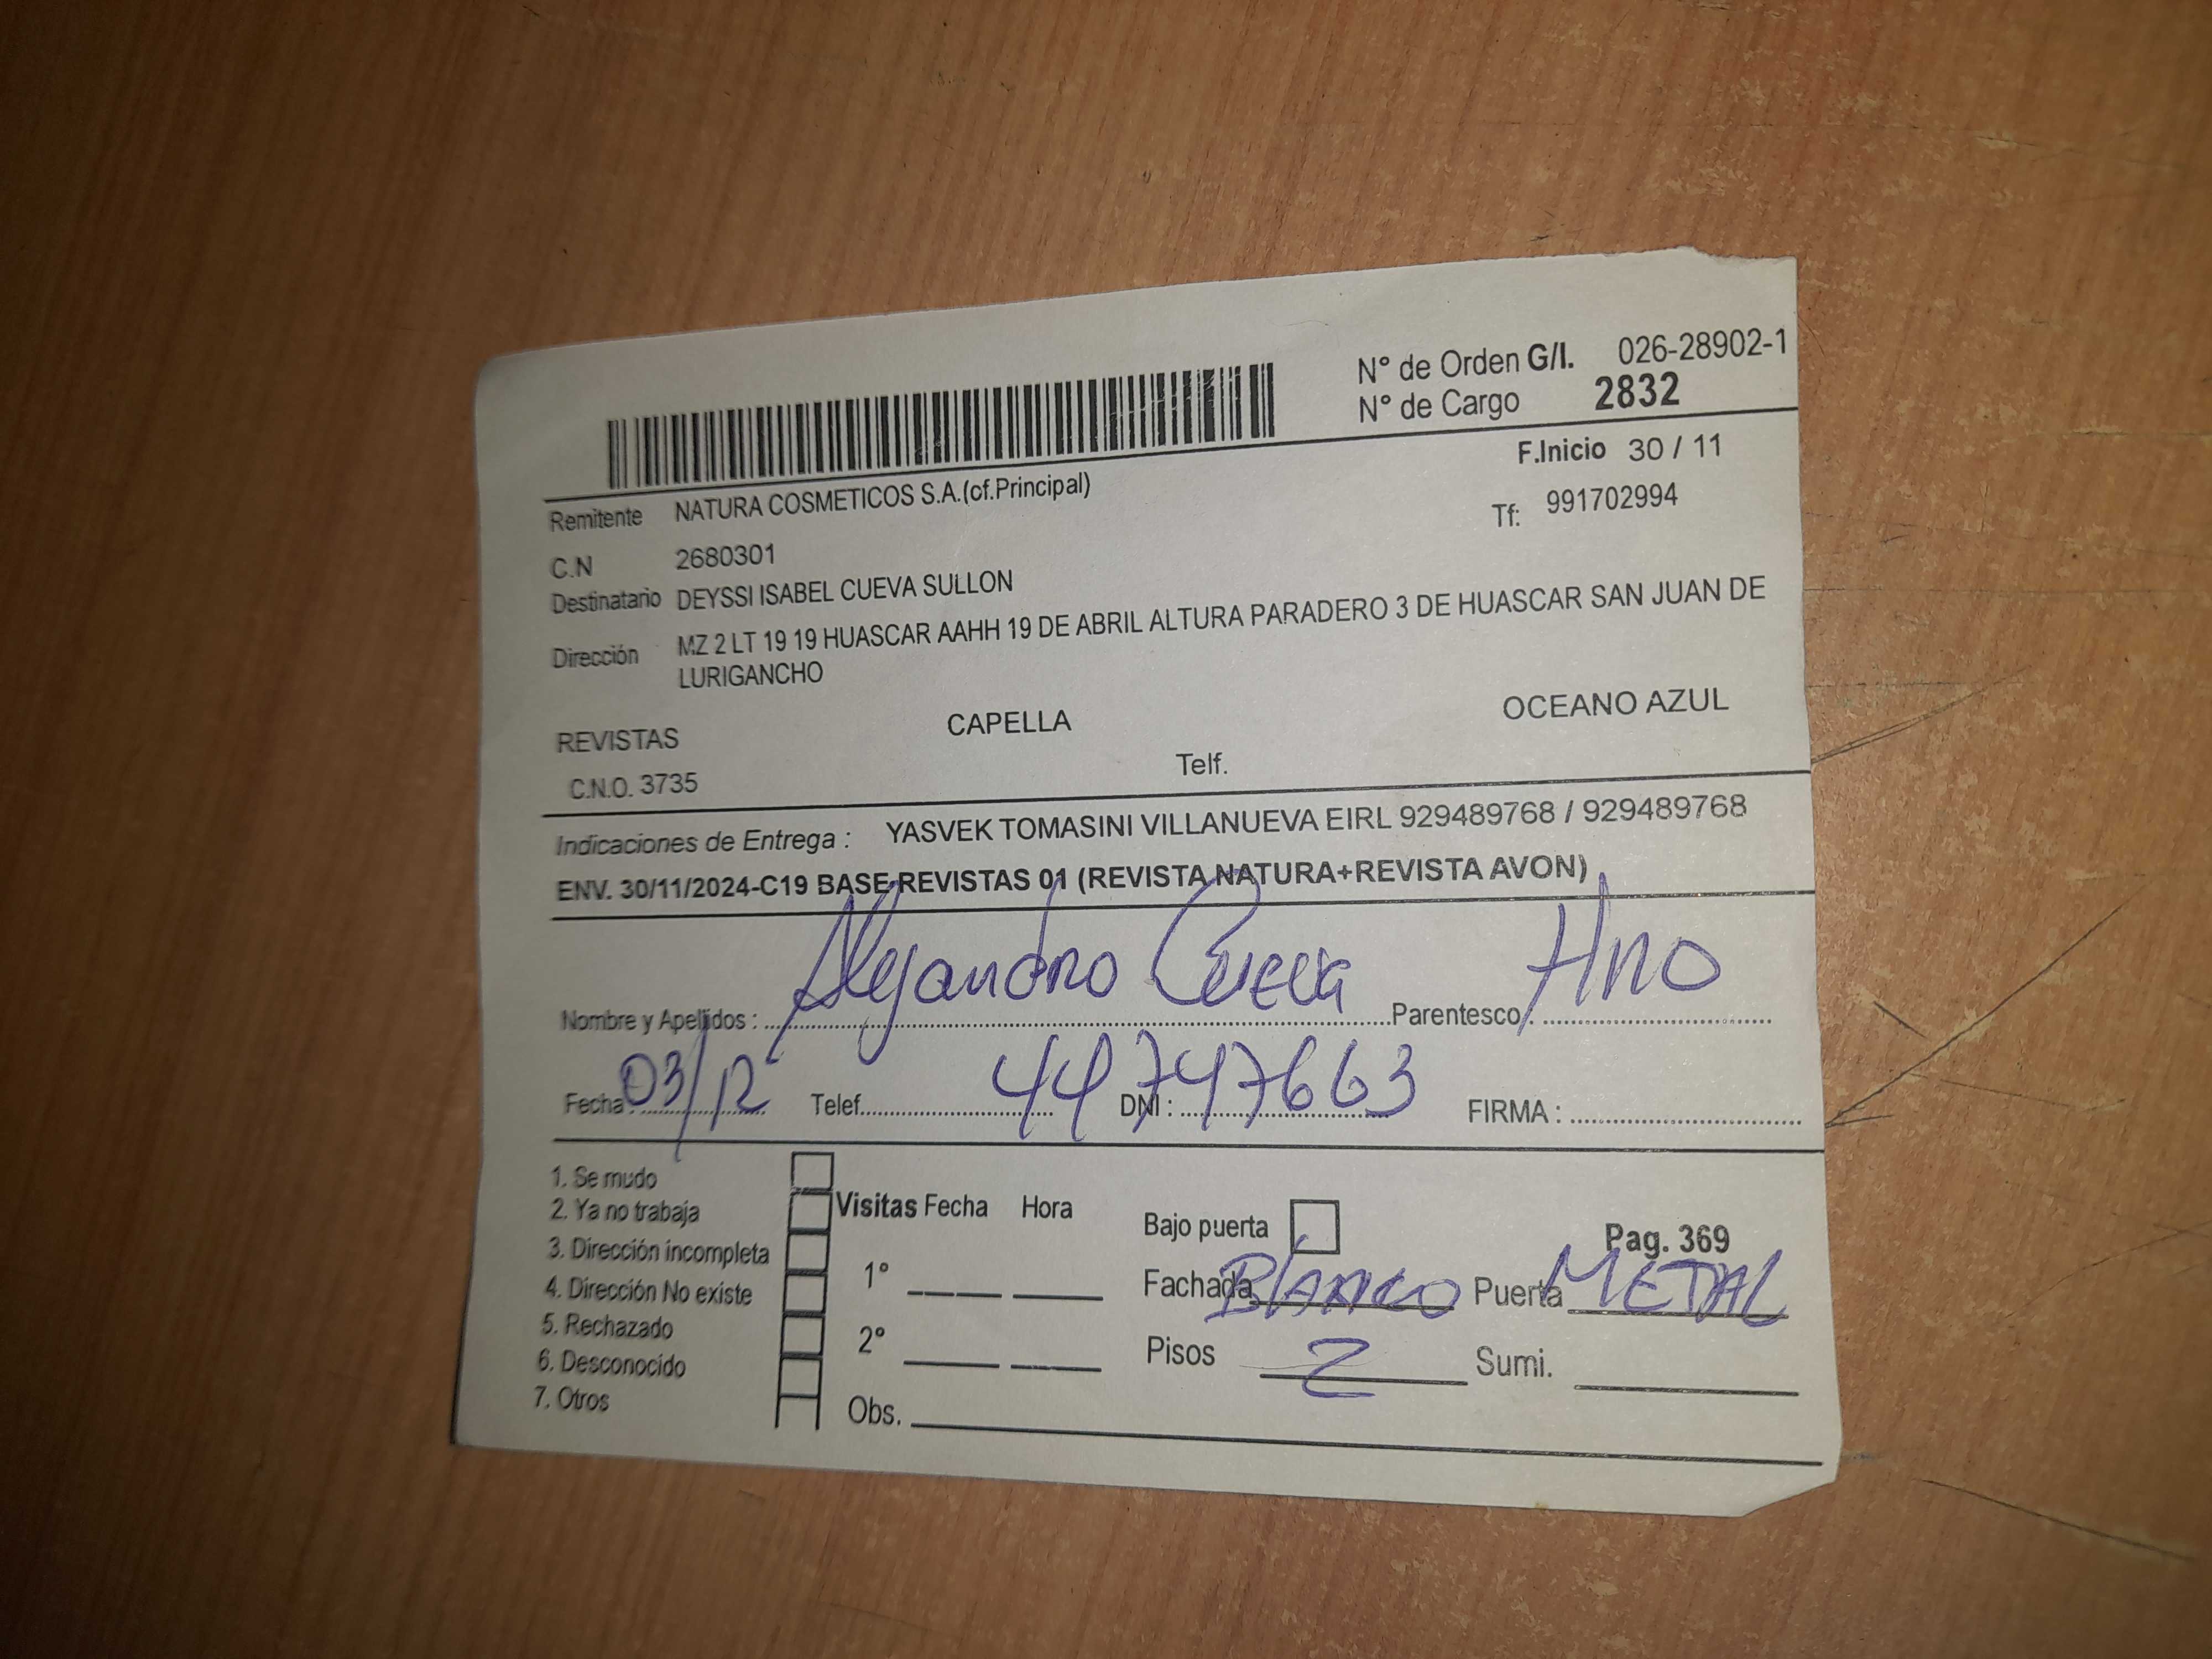 N° de Orden G/I. 026-28902-1
N° de Cargo 2832
F.Inicio 30 / 11
Remitente NATURA COSMETICOS S.A.(of.Principal) Tf: 991702994
C.N 2680301
Destinatario DEYSSI ISABEL CUEVA SULLON
Dirección MZ 2 LT 19 19 HUASCAR AAHH 19 DE ABRIL ALTURA PARADERO 3 DE HUASCAR SAN JUAN DE
LURIGANCHO
REVISTAS CAPELLA OCEANO AZUL
C.N.O. 3735 Telf.
Indicaciones de Entrega : YASVEK TOMASINI VILLANUEVA EIRL 929489768 / 929489768
ENV. 30/11/2024-C19 BASE REVISTAS 01 (REVISTA NATURA+REVISTA AVON)
Nombre y Apellidos : Alejandro Cueva Parentesco : Hno
Fecha : 03/12 Telef. DNI : 44747663 FIRMA :
1. Se mudo
2. Ya no trabaja Visitas Fecha Hora
3. Dirección incompleta Bajo puerta Pag. 369
4. Dirección No existe 1° Fachada Blanco Puerta METAL
5. Rechazado 2° Pisos 2 Sumi.
6. Desconocido
7. Otros Obs.